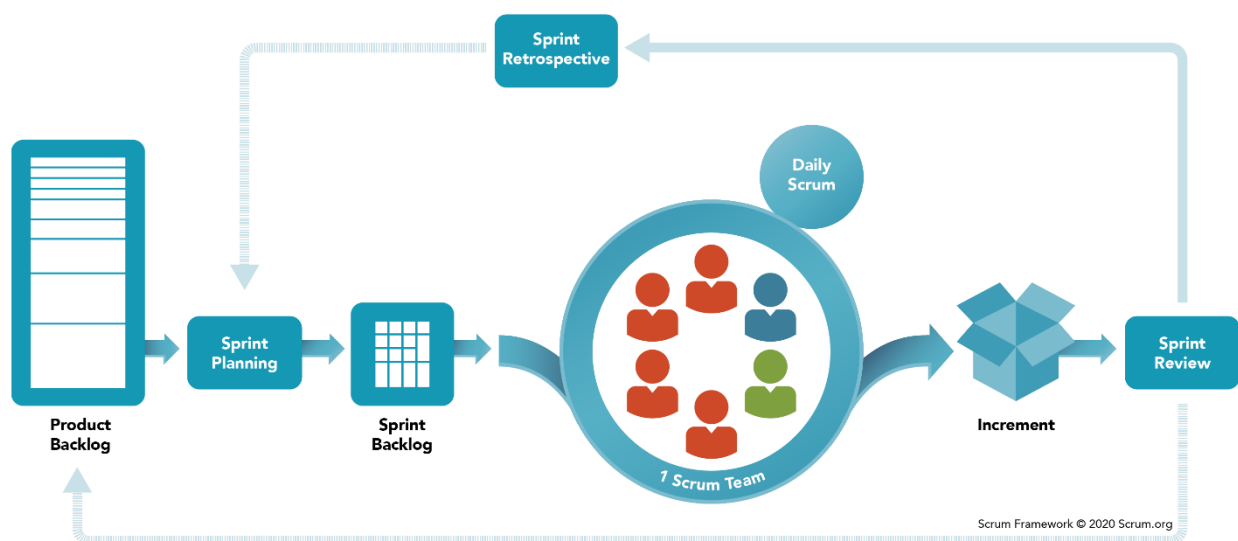 Sprint
Retrospective
Daily
Scrum
Sprint
Planning
Sprint
Review
Product
Backlog
Sprint
Backlog
Increment
1 Scrum Team
Scrum Framework © 2020 Scrum.org